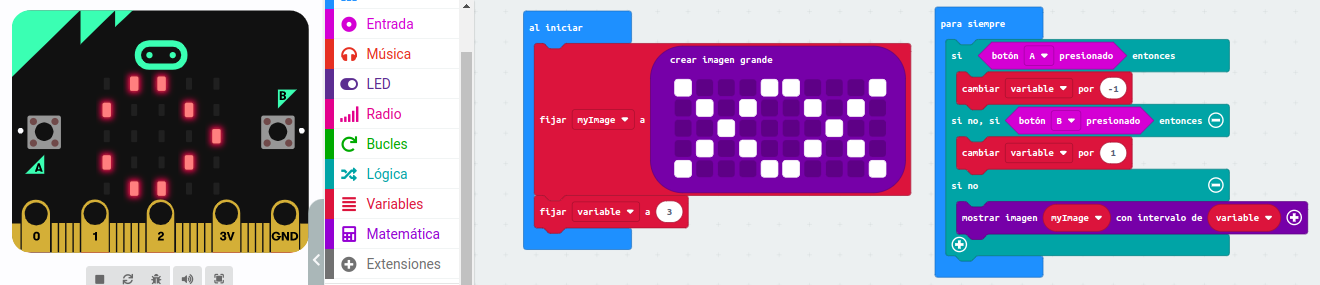 B
A
0 1 2 3V GND
Entrada
Música
LED
Radio
Bucles
Lógica
Variables
Matemática
Extensiones
al iniciar
crear imagen grande
fijar myImage a
fijar variable a 3
para siempre
si botón A presionado entonces
cambiar variable por -1
si no, si botón B presionado entonces
cambiar variable por 1
si no
mostrar imagen myImage con intervalo de variable